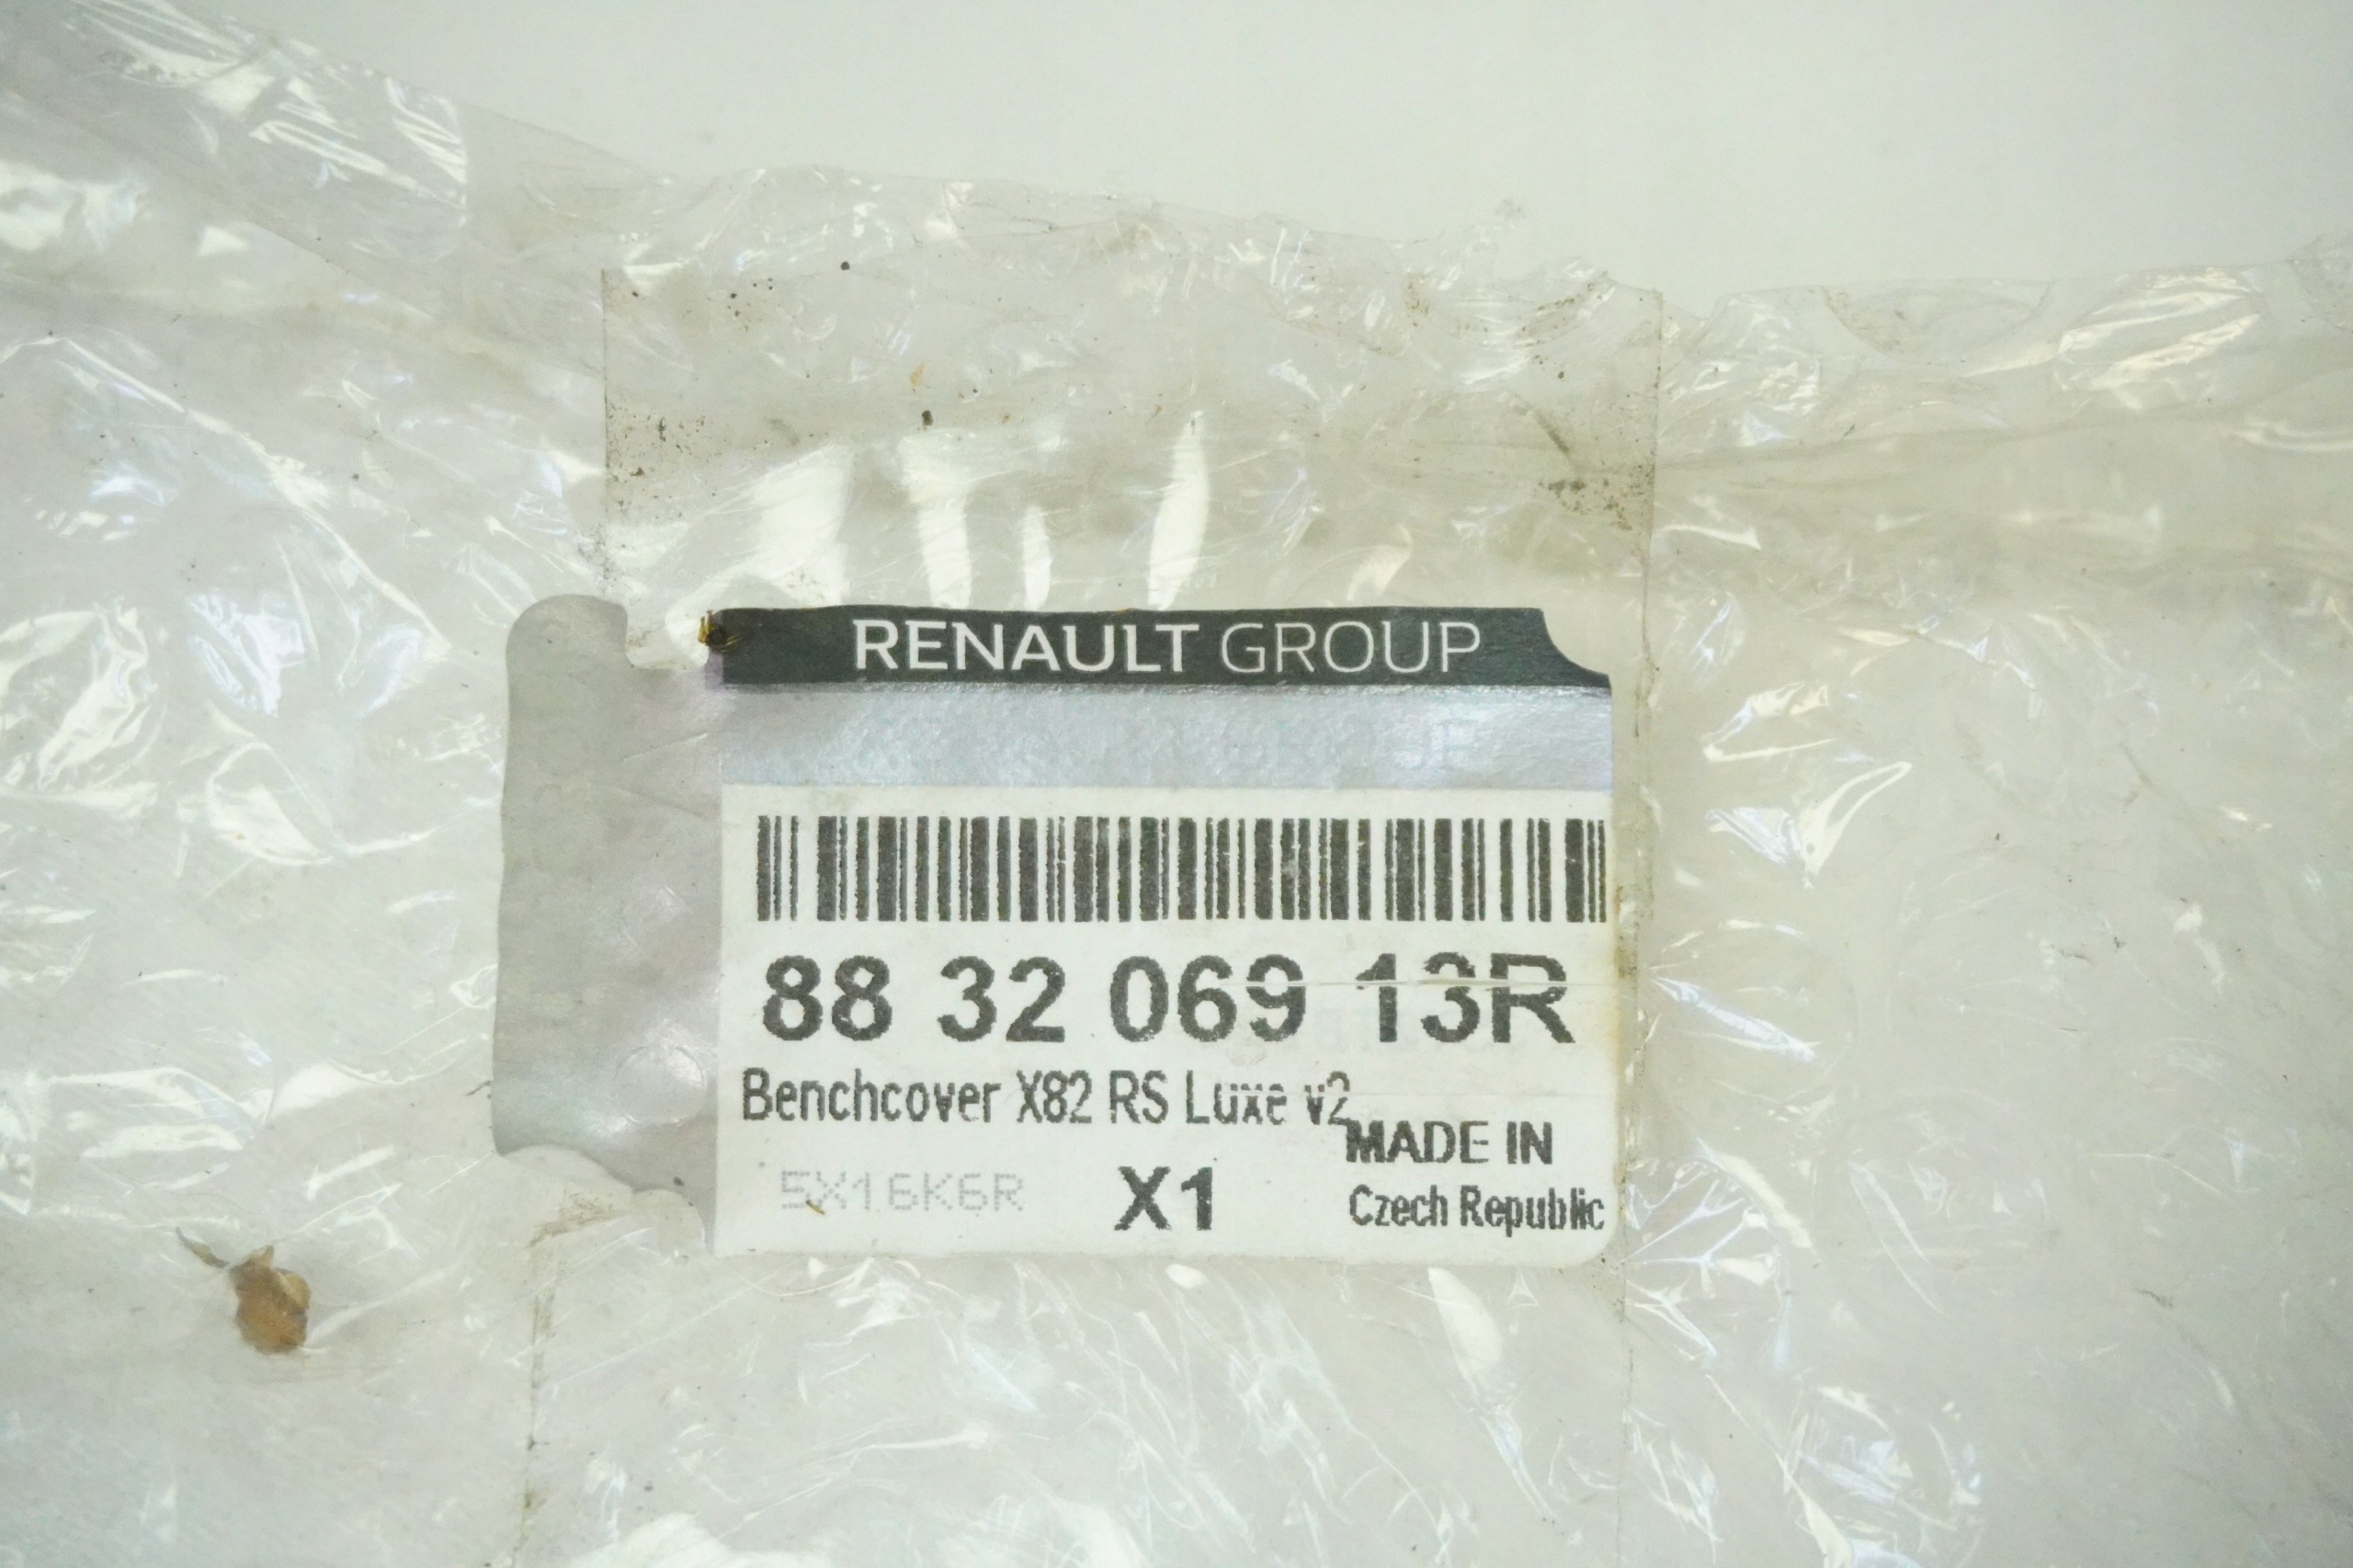 RENAULT GROUP
88 32 069 13R
Benchcover X82 RS Luxe v2
MADE IN
5X16K6R X1 Czech Republic